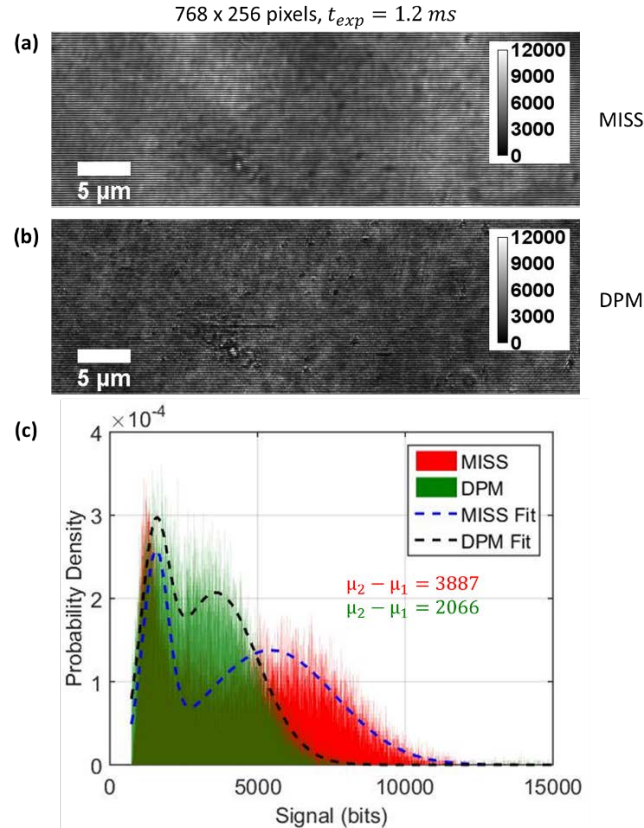 768 x 256 pixels, t_exp = 1.2 ms
(a)
12000
9000
6000
3000
0
5 μm
MISS
(b)
12000
9000
6000
3000
0
5 μm
DPM
(c)
×10⁻⁴
4
3
2
1
0
Probability Density
MISS
DPM
MISS Fit
DPM Fit
μ₂ − μ₁ = 3887
μ₂ − μ₁ = 2066
0 5000 10000 15000
Signal (bits)